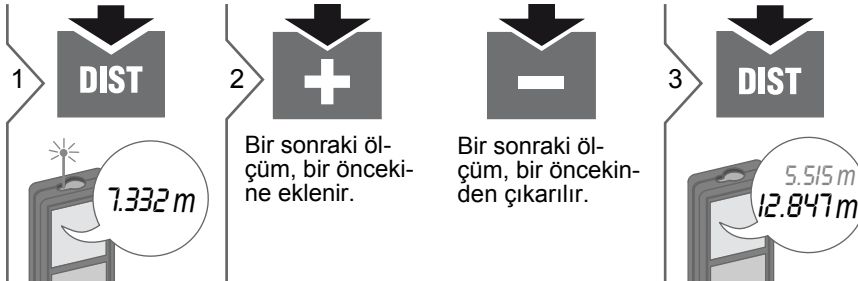 1
DIST
7.332 m
2
+
Bir sonraki öl-
çüm, bir önceki-
ne eklenir.
−
Bir sonraki öl-
çüm, bir öncekin-
den çıkarılır.
3
DIST
5.515 m
12.847 m